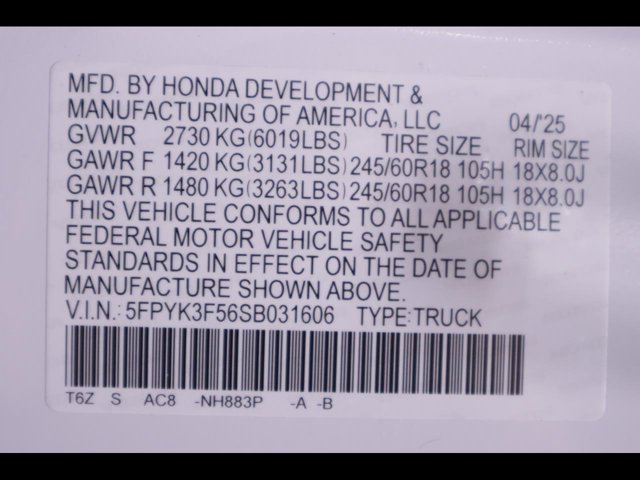 MFD. BY HONDA DEVELOPMENT &
MANUFACTURING OF AMERICA, LLC 04/'25
GVWR 2730 KG(6019LBS) TIRE SIZE RIM SIZE
GAWR F 1420 KG(3131LBS) 245/60R18 105H 18X8.0J
GAWR R 1480 KG(3263LBS) 245/60R18 105H 18X8.0J
THIS VEHICLE CONFORMS TO ALL APPLICABLE
FEDERAL MOTOR VEHICLE SAFETY
STANDARDS IN EFFECT ON THE DATE OF
MANUFACTURE SHOWN ABOVE.
V.I.N.: 5FPYK3F56SB031606 TYPE:TRUCK
T6Z S AC8 -NH883P -A -B